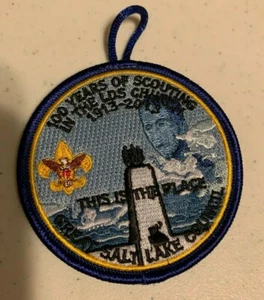 100 YEARS OF SCOUTING
IN THE LDS CHURCH
1913-2013
THIS IS THE PLACE
GREAT SALT LAKE COUNCIL